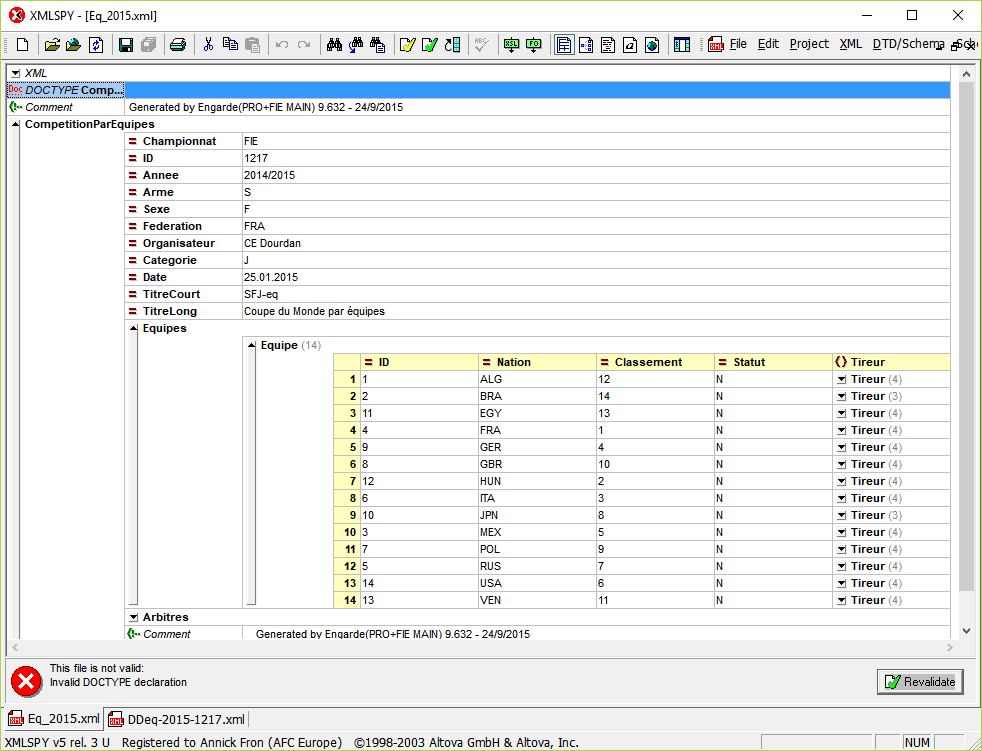 XMLSPY - [Eq_2015.xml]
File Edit Project XML DTD/Schema
XML
DOCTYPE Comp...
Comment Generated by Engarde(PRO+FIE MAIN) 9.632 - 24/9/2015
CompetitionParEquipes
Championnat FIE
ID 1217
Annee 2014/2015
Arme S
Sexe F
Federation FRA
Organisateur CE Dourdan
Categorie J
Date 25.01.2015
TitreCourt SFJ-eq
TitreLong Coupe du Monde par équipes
Equipes
Equipe (14)
ID Nation Classement Statut Tireur
1 1 ALG 12 N Tireur (4)
2 2 BRA 14 N Tireur (3)
3 11 EGY 13 N Tireur (4)
4 4 FRA 1 N Tireur (4)
5 9 GER 4 N Tireur (4)
6 8 GBR 10 N Tireur (4)
7 12 HUN 2 N Tireur (4)
8 6 ITA 3 N Tireur (4)
9 10 JPN 8 N Tireur (3)
10 3 MEX 5 N Tireur (4)
11 7 POL 9 N Tireur (4)
12 5 RUS 7 N Tireur (4)
13 14 USA 6 N Tireur (4)
14 13 VEN 11 N Tireur (4)
Arbitres
Comment Generated by Engarde(PRO+FIE MAIN) 9.632 - 24/9/2015
This file is not valid:
Invalid DOCTYPE declaration
Revalidate
Eq_2015.xml DDeq-2015-1217.xml
XMLSPY v5 rel. 3 U Registered to Annick Fron (AFC Europe) ©1998-2003 Altova GmbH & Altova, Inc. NUM